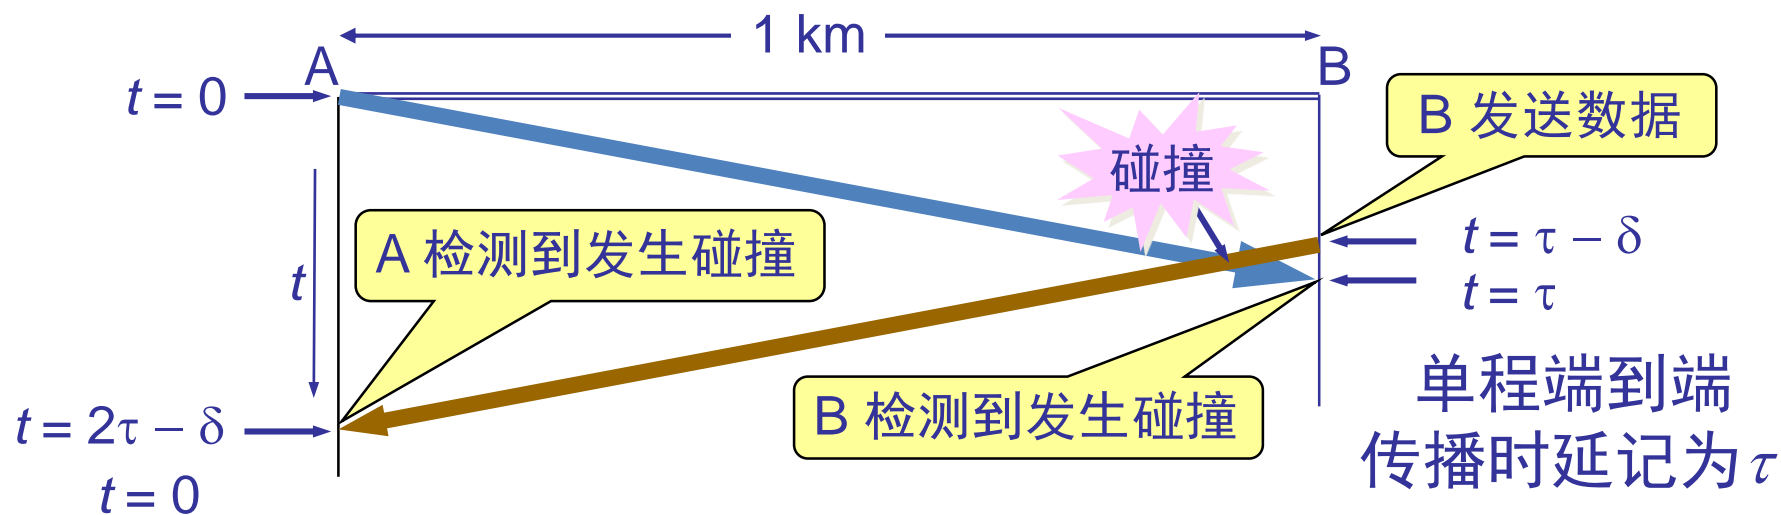 1 km
A
B
t = 0
B 发送数据
碰撞
A 检测到发生碰撞
t = τ − δ
t
t = τ
单程端到端
传播时延记为 τ
B 检测到发生碰撞
t = 2τ − δ
t = 0